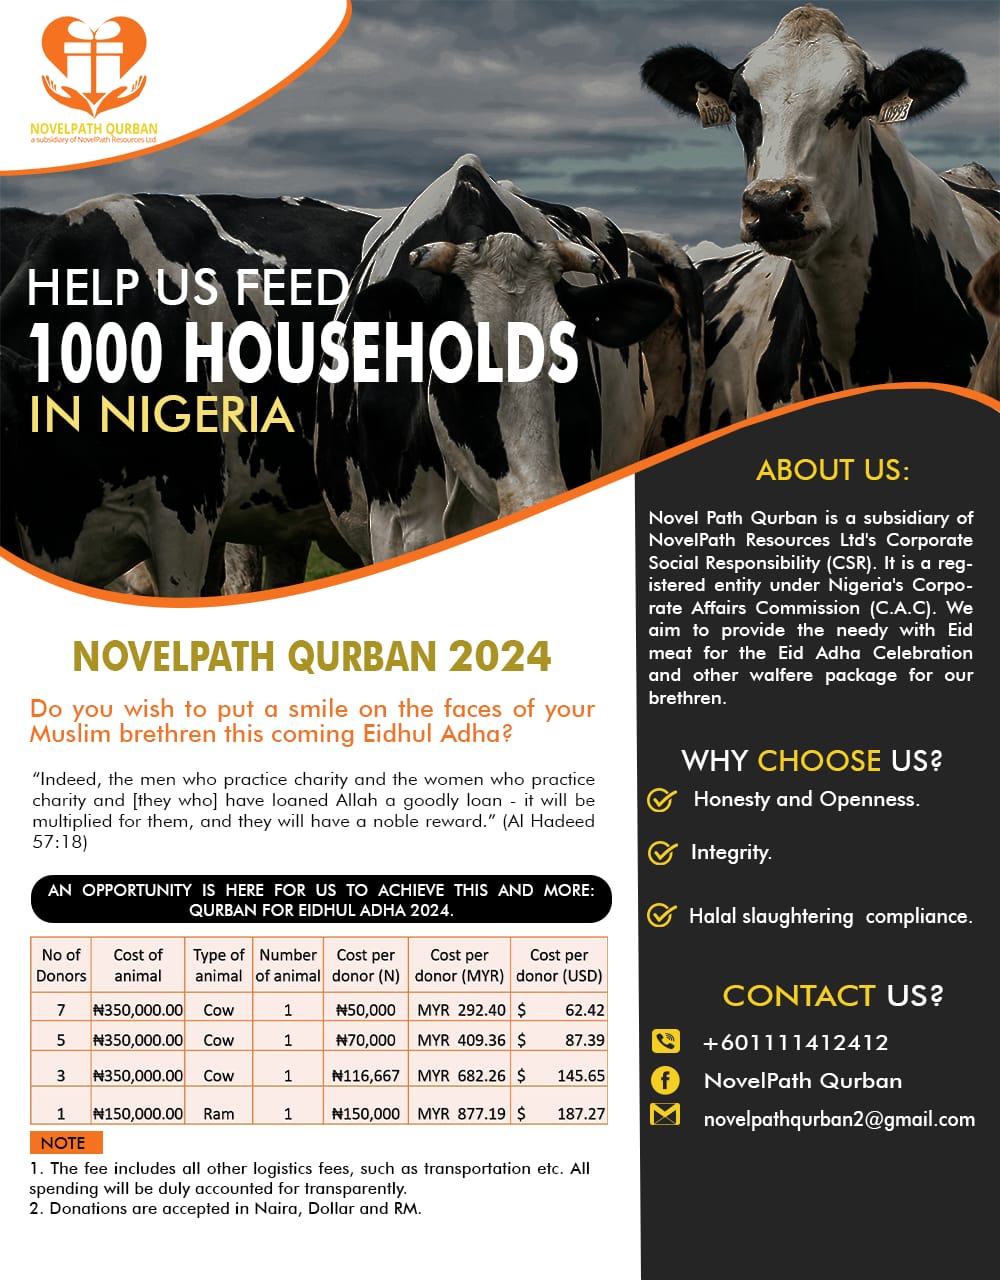 NOVELPATH QURBAN
a subsidiary of NovelPath Resources Ltd.
10993
10993
HELP US FEED
1000 HOUSEHOLDS
IN NIGERIA
NOVELPATH QURBAN 2024
Do you wish to put a smile on the faces of your
Muslim brethren this coming Eidhul Adha?
“Indeed, the men who practice charity and the women who practice
charity and [they who] have loaned Allah a goodly loan - it will be
multiplied for them, and they will have a noble reward.” (Al Hadeed
57:18)
AN OPPORTUNITY IS HERE FOR US TO ACHIEVE THIS AND MORE:
QURBAN FOR EIDHUL ADHA 2024.
No of Donors Cost of animal Type of animal Number of animal Cost per donor (N) Cost per donor (MYR) Cost per donor (USD)
7 ₦350,000.00 Cow 1 ₦50,000 MYR 292.40 $ 62.42
5 ₦350,000.00 Cow 1 ₦70,000 MYR 409.36 $ 87.39
3 ₦350,000.00 Cow 1 ₦116,667 MYR 682.26 $ 145.65
1 ₦150,000.00 Ram 1 ₦150,000 MYR 877.19 $ 187.27
NOTE
1. The fee includes all other logistics fees, such as transportation etc. All
spending will be duly accounted for transparently.
2. Donations are accepted in Naira, Dollar and RM.
ABOUT US:
Novel Path Qurban is a subsidiary of
NovelPath Resources Ltd's Corporate
Social Responsibility (CSR). It is a reg-
istered entity under Nigeria's Corpo-
rate Affairs Commission (C.A.C). We
aim to provide the needy with Eid
meat for the Eid Adha Celebration
and other walfere package for our
brethren.
WHY CHOOSE US?
Honesty and Openness.
Integrity.
Halal slaughtering compliance.
CONTACT US?
+601111412412
NovelPath Qurban
novelpathqurban2@gmail.com